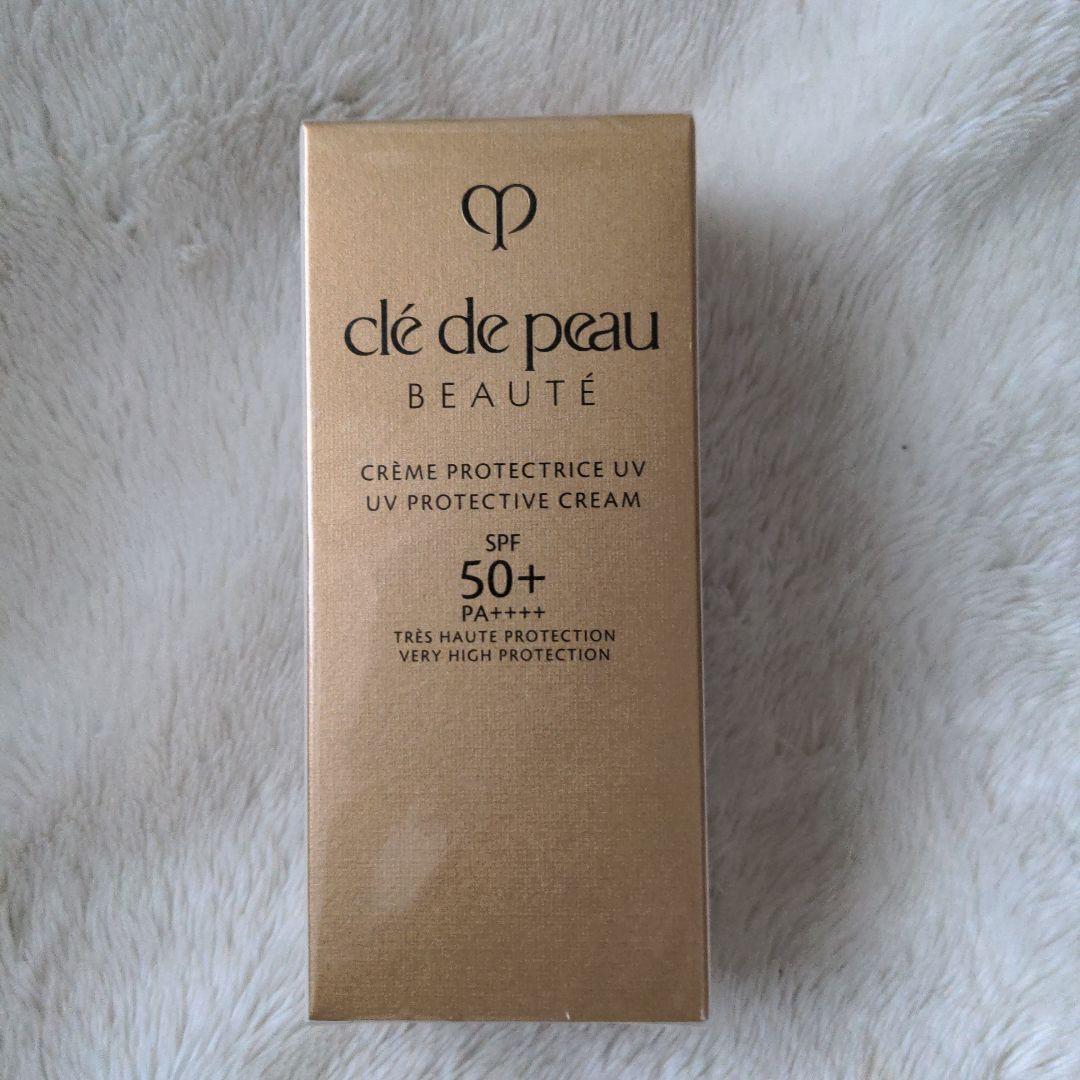 clé de peau
BEAUTÉ
CRÈME PROTECTRICE UV
UV PROTECTIVE CREAM
SPF
50+
PA++++
TRÈS HAUTE PROTECTION
VERY HIGH PROTECTION